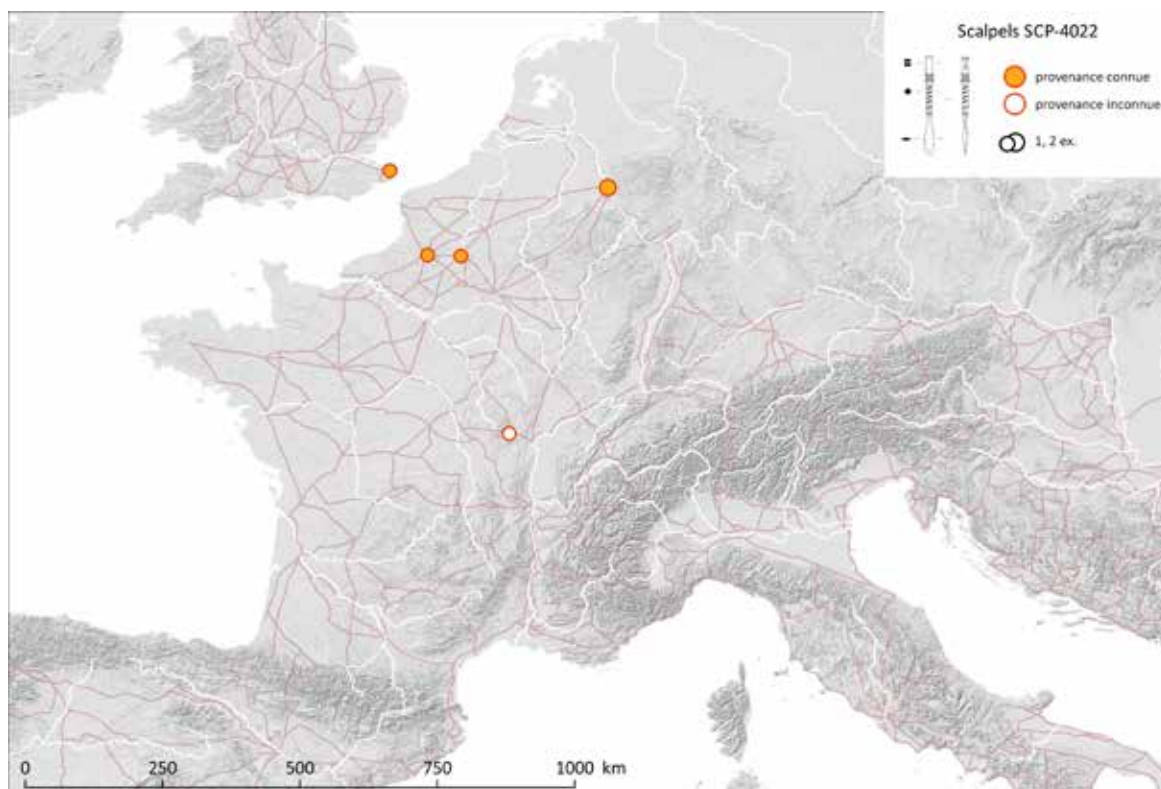 Scalpels SCP-4022
provenance connue
provenance inconnue
1, 2 ex.
0 250 500 750 1000 km